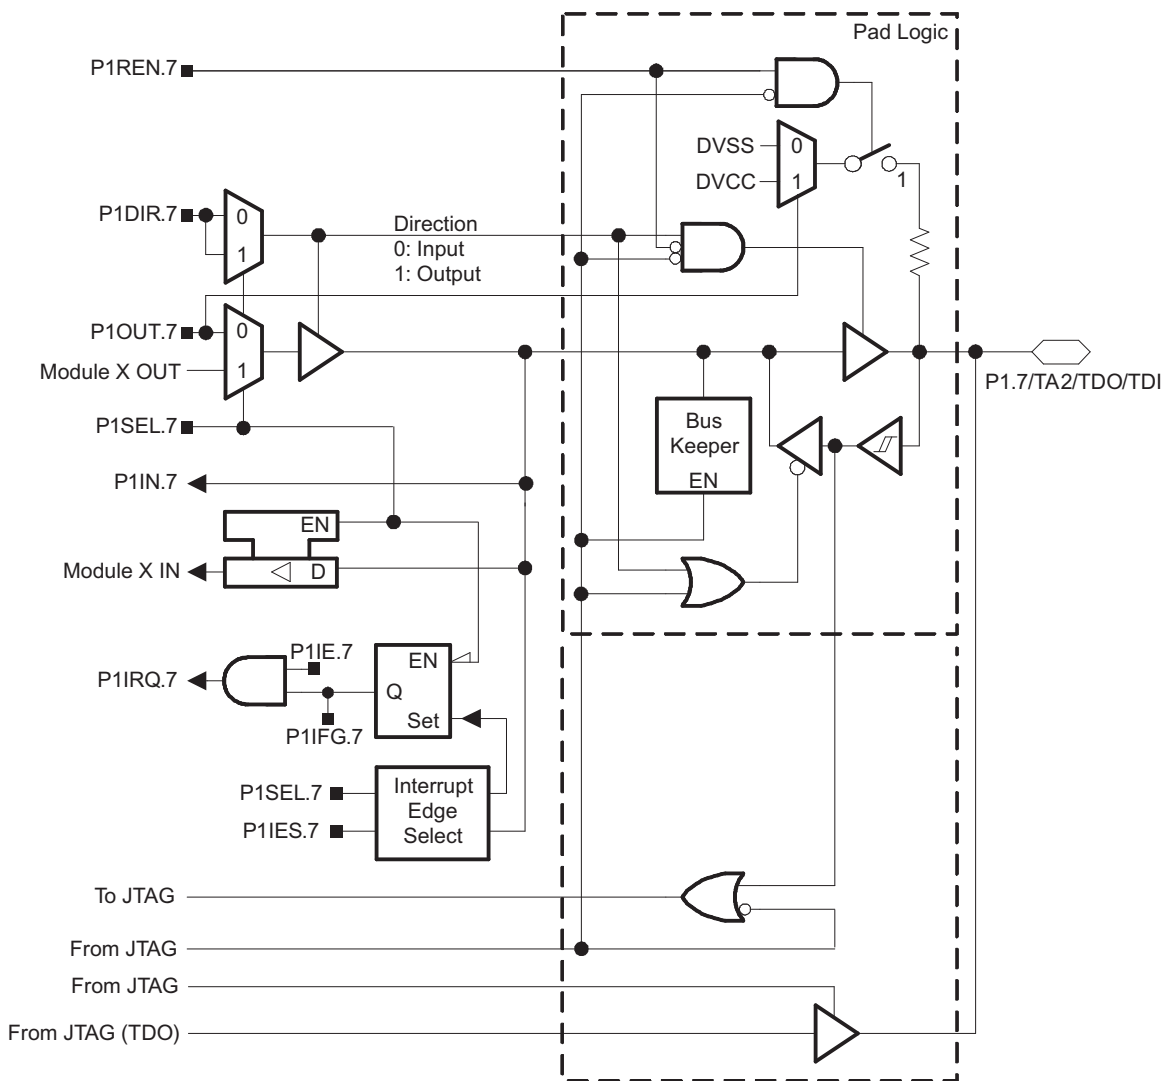 Pad Logic
P1REN.7
DVSS
0
DVCC
1
1
P1DIR.7
0
1
Direction
0: Input
1: Output
P1OUT.7
0
Module X OUT
1
P1.7/TA2/TDO/TDI
P1SEL.7
Bus
Keeper
EN
P1IN.7
EN
Module X IN
D
P1IE.7
P1IRQ.7
EN
Q
Set
P1IFG.7
P1SEL.7
P1IES.7
Interrupt
Edge
Select
To JTAG
From JTAG
From JTAG
From JTAG (TDO)